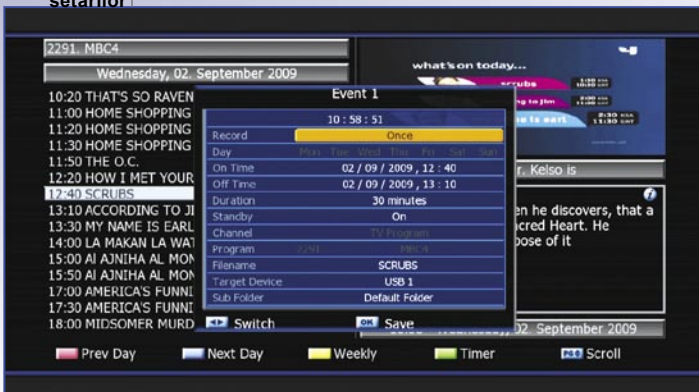 setărilor
2291. MBC4
Wednesday, 02. September 2009
10:20 THAT'S SO RAVEN
11:00 HOME SHOPPING
11:20 HOME SHOPPING
11:30 HOME SHOPPING
11:50 THE O.C.
12:20 HOW I MET YOUR
12:40 SCRUBS
13:10 ACCORDING TO JI
13:30 MY NAME IS EARL
14:00 LA MAKAN LA WAT
15:00 Al AJNIHA AL MON
15:50 Al AJNIHA AL MON
17:00 AMERICA'S FUNNI
17:30 AMERICA'S FUNNI
18:00 MIDSOMER MURD
what's on today...
scrubs
ng to jim
e is earl
r. Kelso is
en he discovers, that a
acred Heart. He
pose of it
Event 1
10 : 58 : 51
Record Once
Day Mon Tue Wed Thu Fri Sat Sun
On Time 02 / 09 / 2009 , 12 : 40
Off Time 02 / 09 / 2009 , 13 : 10
Duration 30 minutes
Standby On
Channel TV Program
Program 2291 MBC4
Filename SCRUBS
Target Device USB 1
Sub Folder Default Folder
Switch OK Save
02 September 2009
Prev Day Next Day Weekly Timer Scroll